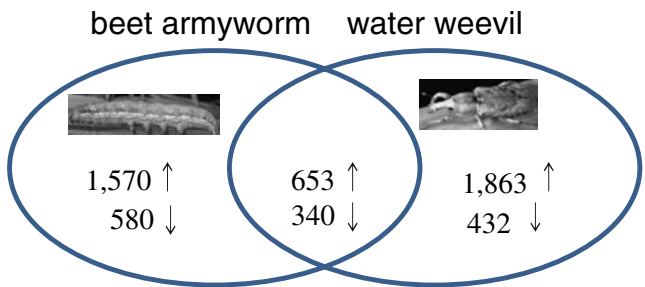 beet armyworm water weevil
1,570 ↑ 653 ↑ 1,863 ↑
580 ↓ 340 ↓ 432 ↓